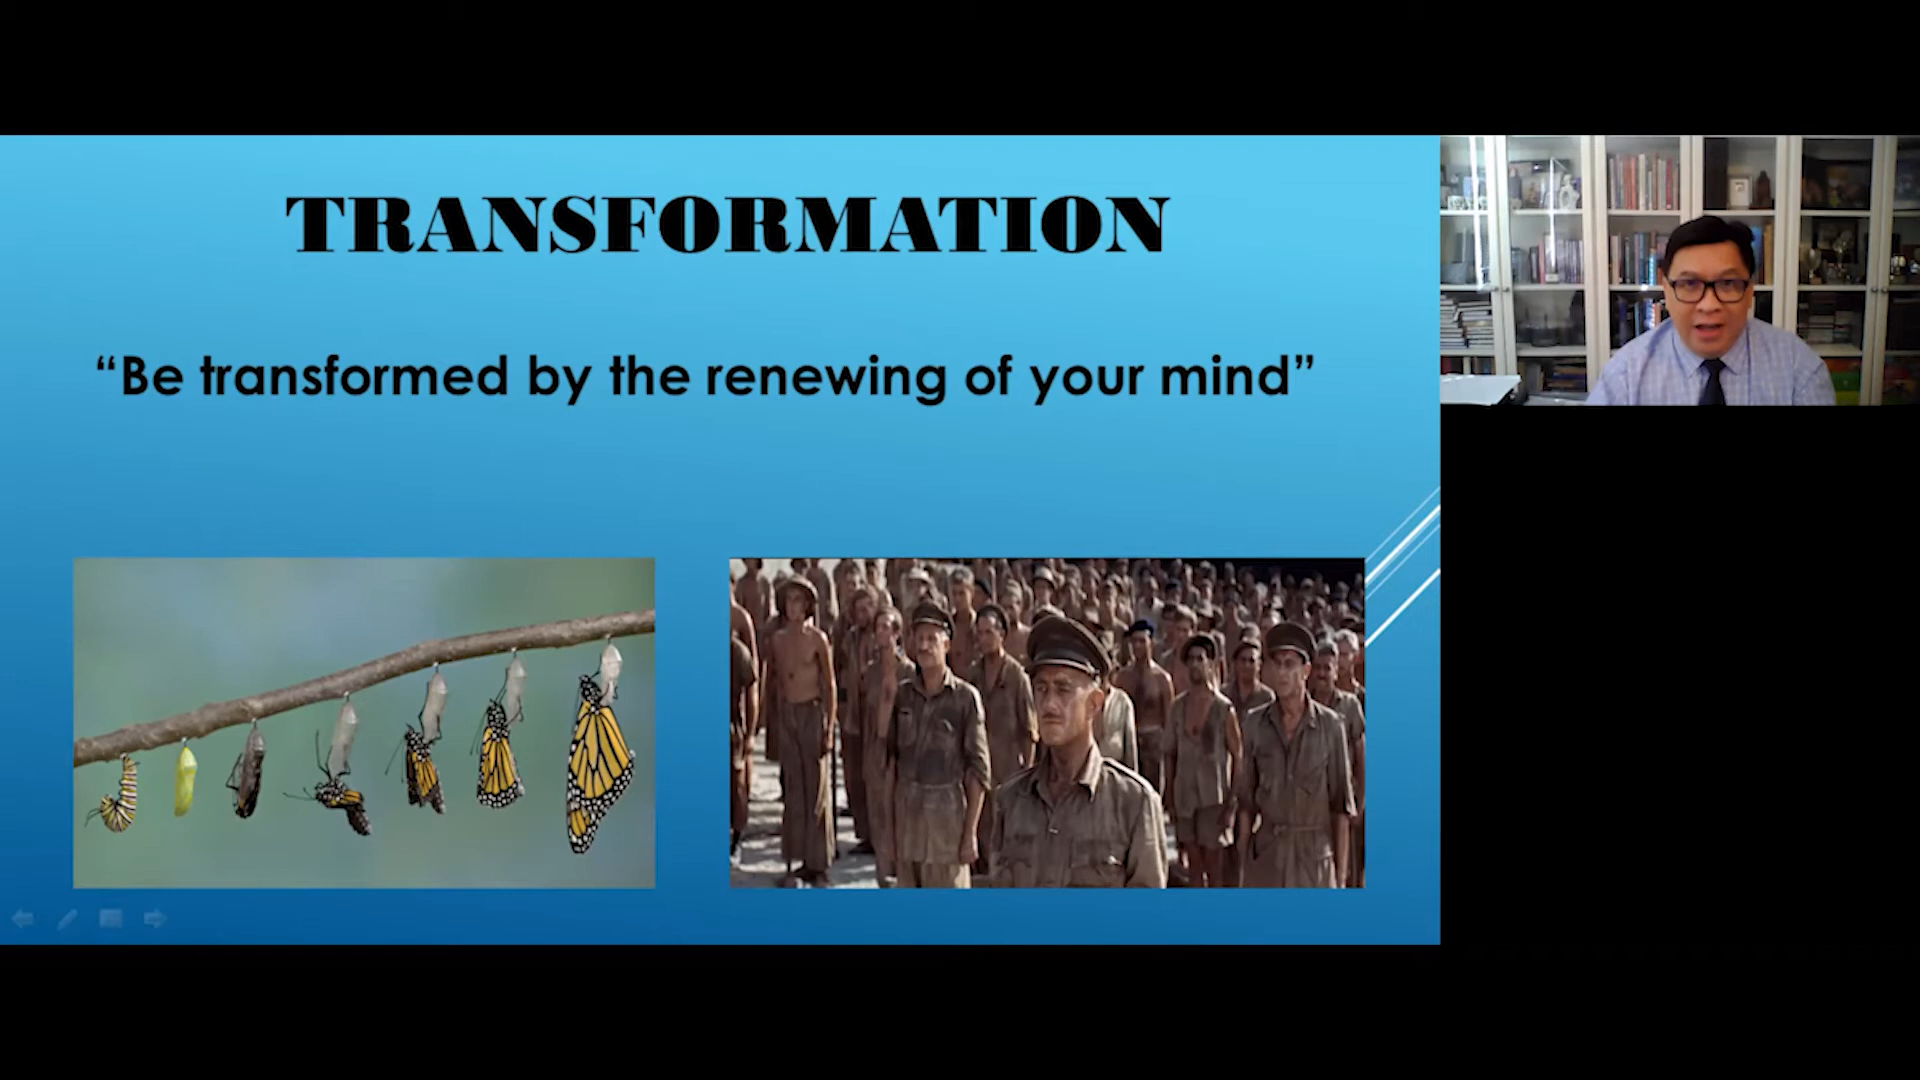 TRANSFORMATION
“Be transformed by the renewing of your mind”